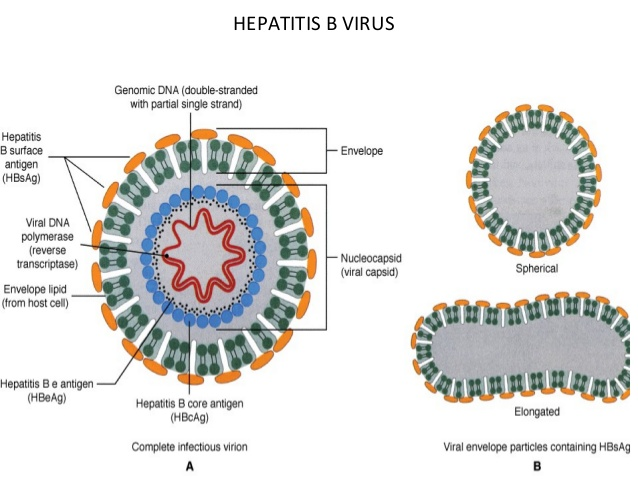 HEPATITIS B VIRUS
Genomic DNA (double-stranded
with partial single strand)
Hepatitis
B surface
antigen
(HBsAg)
Envelope
Viral DNA
polymerase
(reverse
transcriptase)
Nucleocapsid
(viral capsid)
Envelope lipid
(from host cell)
Hepatitis B e antigen
(HBeAg)
Hepatitis B core antigen
(HBcAg)
Complete infectious virion
A
Spherical
Elongated
Viral envelope particles containing HBsAg
B